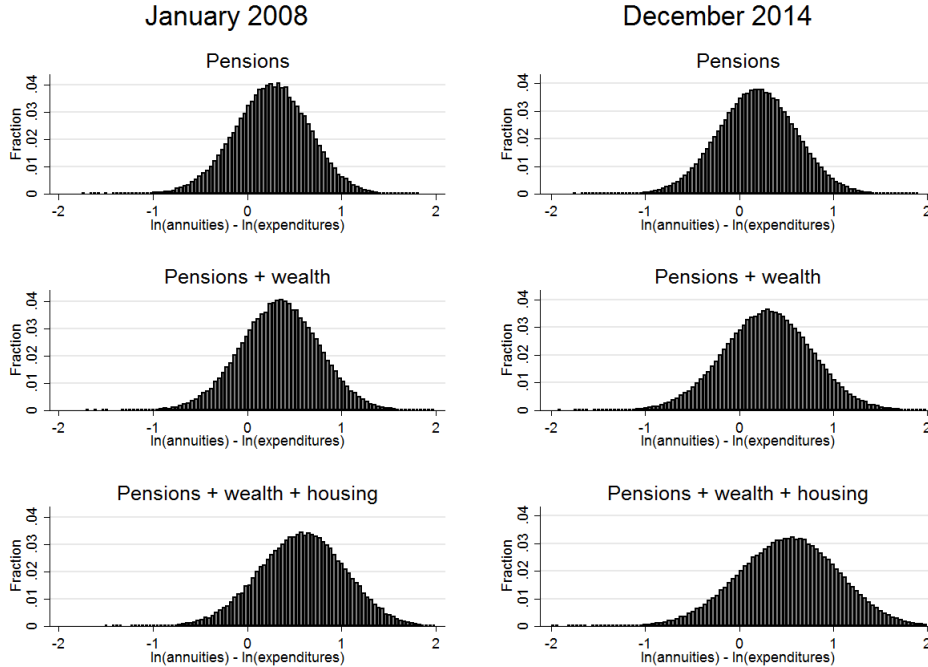 January 2008
December 2014
Pensions
Fraction
.04
.03
.02
.01
0
-2 -1 0 1 2
ln(annuities) - ln(expenditures)
Pensions
Fraction
.04
.03
.02
.01
0
-2 -1 0 1 2
ln(annuities) - ln(expenditures)
Pensions + wealth
Fraction
.04
.03
.02
.01
0
-2 -1 0 1 2
ln(annuities) - ln(expenditures)
Pensions + wealth
Fraction
.04
.03
.02
.01
0
-2 -1 0 1 2
ln(annuities) - ln(expenditures)
Pensions + wealth + housing
Fraction
.04
.03
.02
.01
0
-2 -1 0 1 2
ln(annuities) - ln(expenditures)
Pensions + wealth + housing
Fraction
.04
.03
.02
.01
0
-2 -1 0 1 2
ln(annuities) - ln(expenditures)